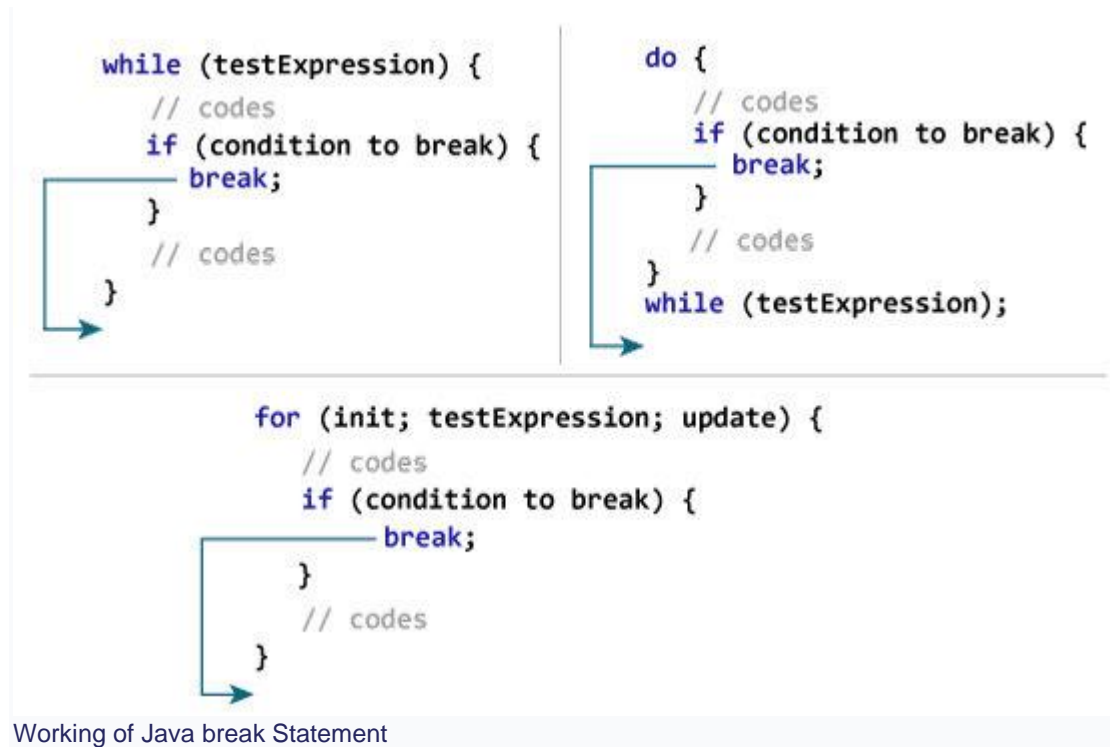 while (testExpression) {
// codes
if (condition to break) {
break;
}
// codes
}
do {
// codes
if (condition to break) {
break;
}
// codes
}
while (testExpression);
for (init; testExpression; update) {
// codes
if (condition to break) {
break;
}
// codes
}
Working of Java break Statement